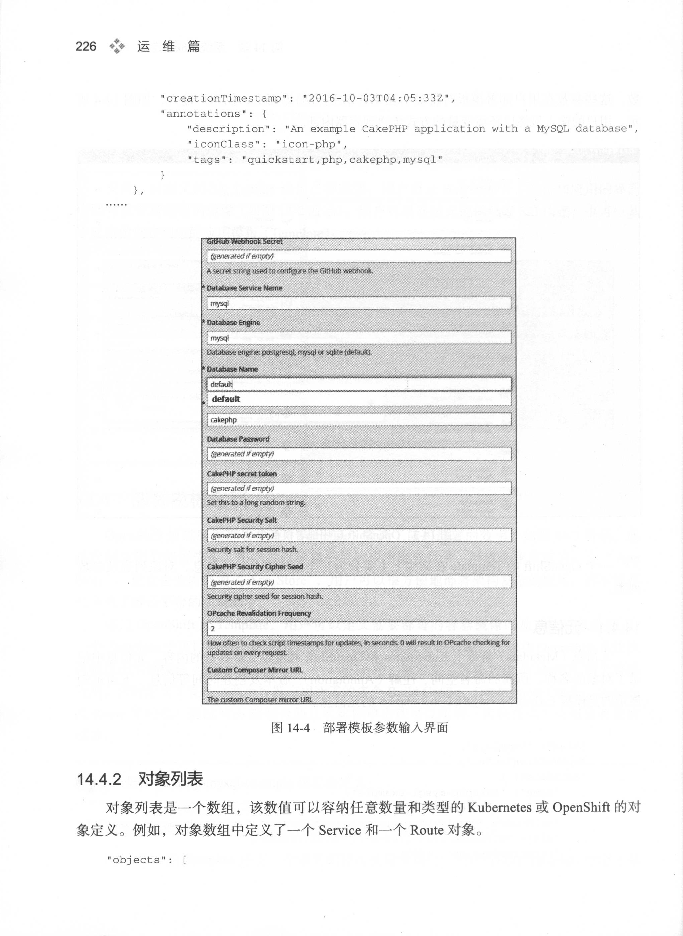 226 运 维 篇
"creationTimestamp": "2016-10-03T04:05:33Z",
"annotations": {
"description": "An example CakePHP application with a MySQL database",
"iconClass": "icon-php",
"tags": "quickstart,php,cakephp,mysql"
}
},
......
GitHub Webhook Secret
(generated if empty)
A secret string used to configure the GitHub webhook.
* Database Service Name
mysql
* Database Engine
mysql
Database engine: postgresql, mysql or sqlite (default).
* Database Name
default
default
*
cakephp
Database Password
(generated if empty)
CakePHP secret token
(generated if empty)
Set this to a long random string.
CakePHP Security Salt
(generated if empty)
Security salt for session hash.
CakePHP Security Cipher Seed
(generated if empty)
Security cipher seed for session hash.
OPcache Revalidation Frequency
2
How often to check script timestamps for updates, in seconds. 0 will result in OPcache checking for
updates on every request.
Custom Composer Mirror URL
The custom Composer mirror URL
图 14-4 部署模板参数输入界面
14.4.2 对象列表
对象列表是一个数组，该数值可以容纳任意数量和类型的 Kubernetes 或 OpenShift 的对
象定义。例如，对象数组中定义了一个 Service 和一个 Route 对象。
"objects": [